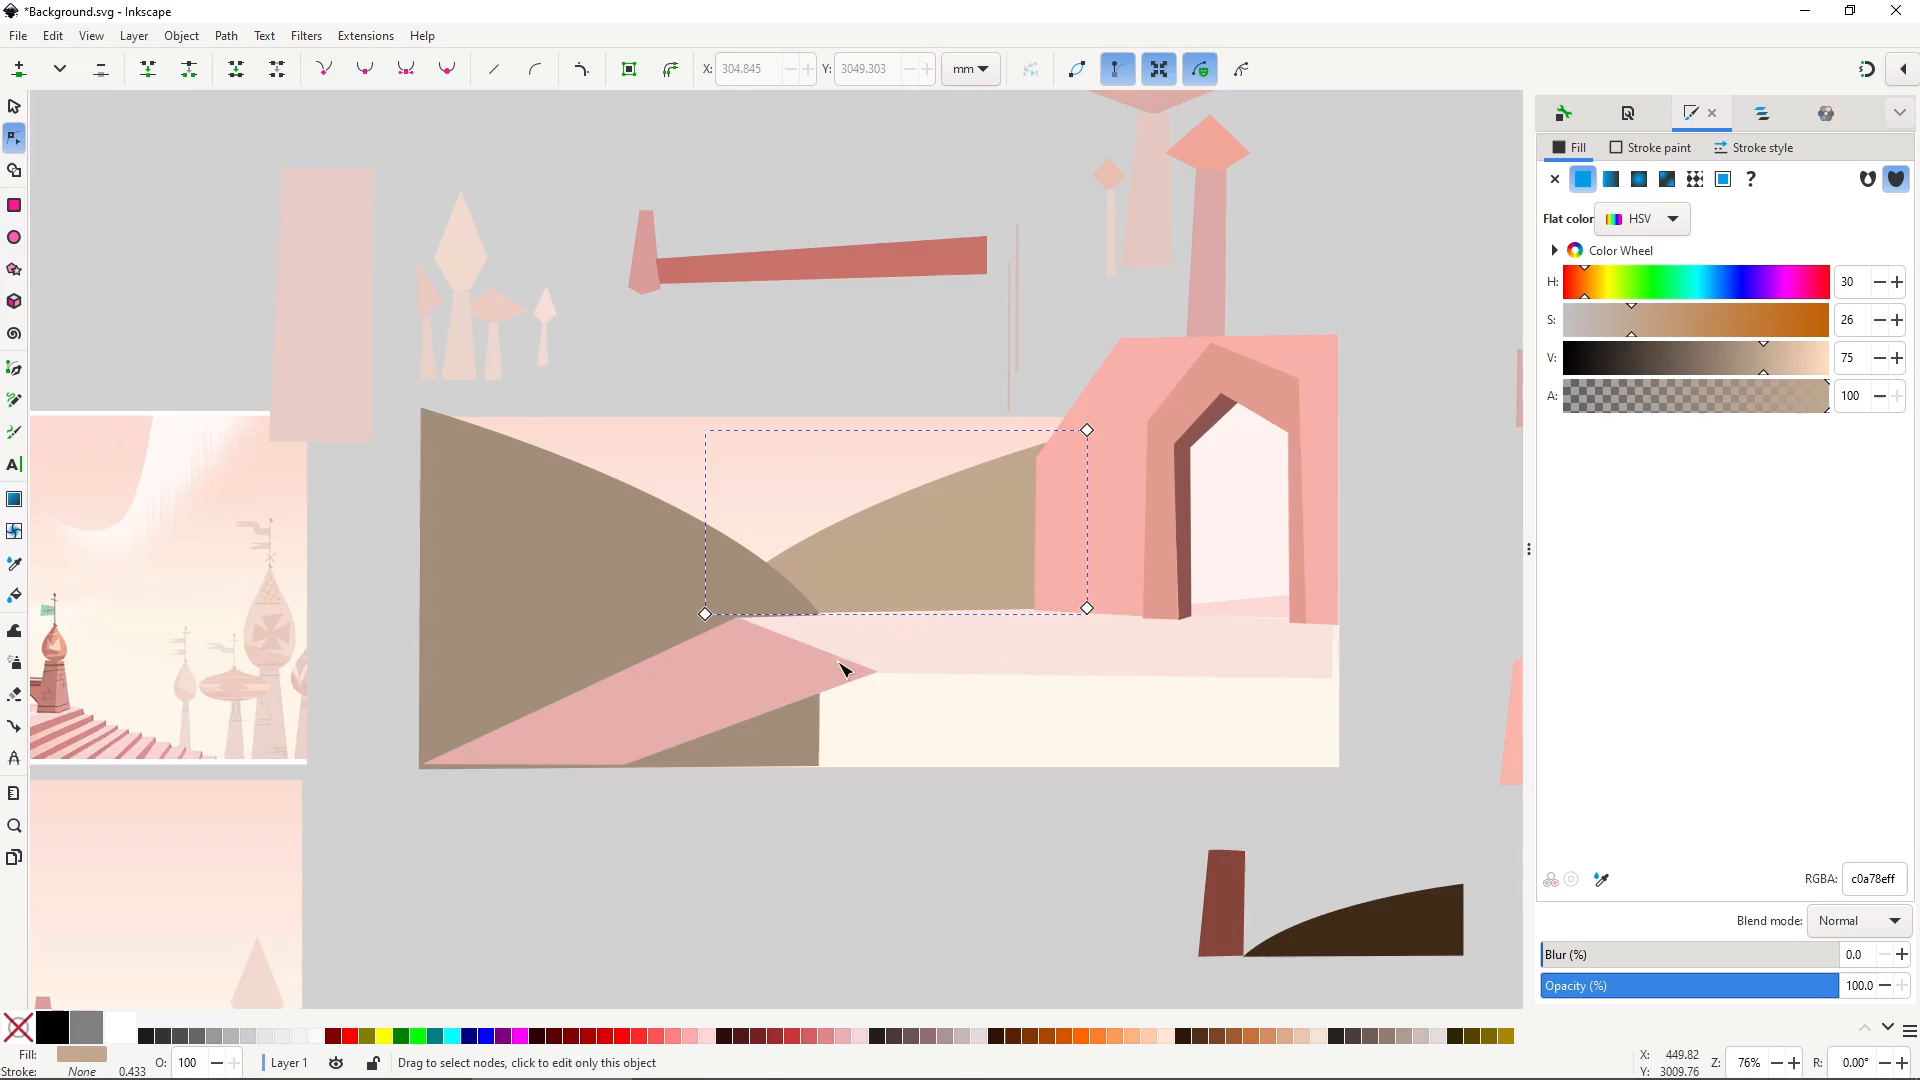 *Background.svg - Inkscape
File Edit View Layer Object Path Text Filters Extensions Help
X: 304.845 Y: 3049.303 mm
Fill Stroke paint Stroke style
Flat color HSV
Color Wheel
H: 30
S: 26
V: 75
A: 100
RGBA: c0a78eff
Blend mode: Normal
Blur (%) 0.0
Opacity (%) 100.0
Fill: O: 100 Layer 1 Drag to select nodes, click to edit only this object X: 449.82 Z: 76% R: 0.00°
Stroke: None 0.433 Y: 3009.76